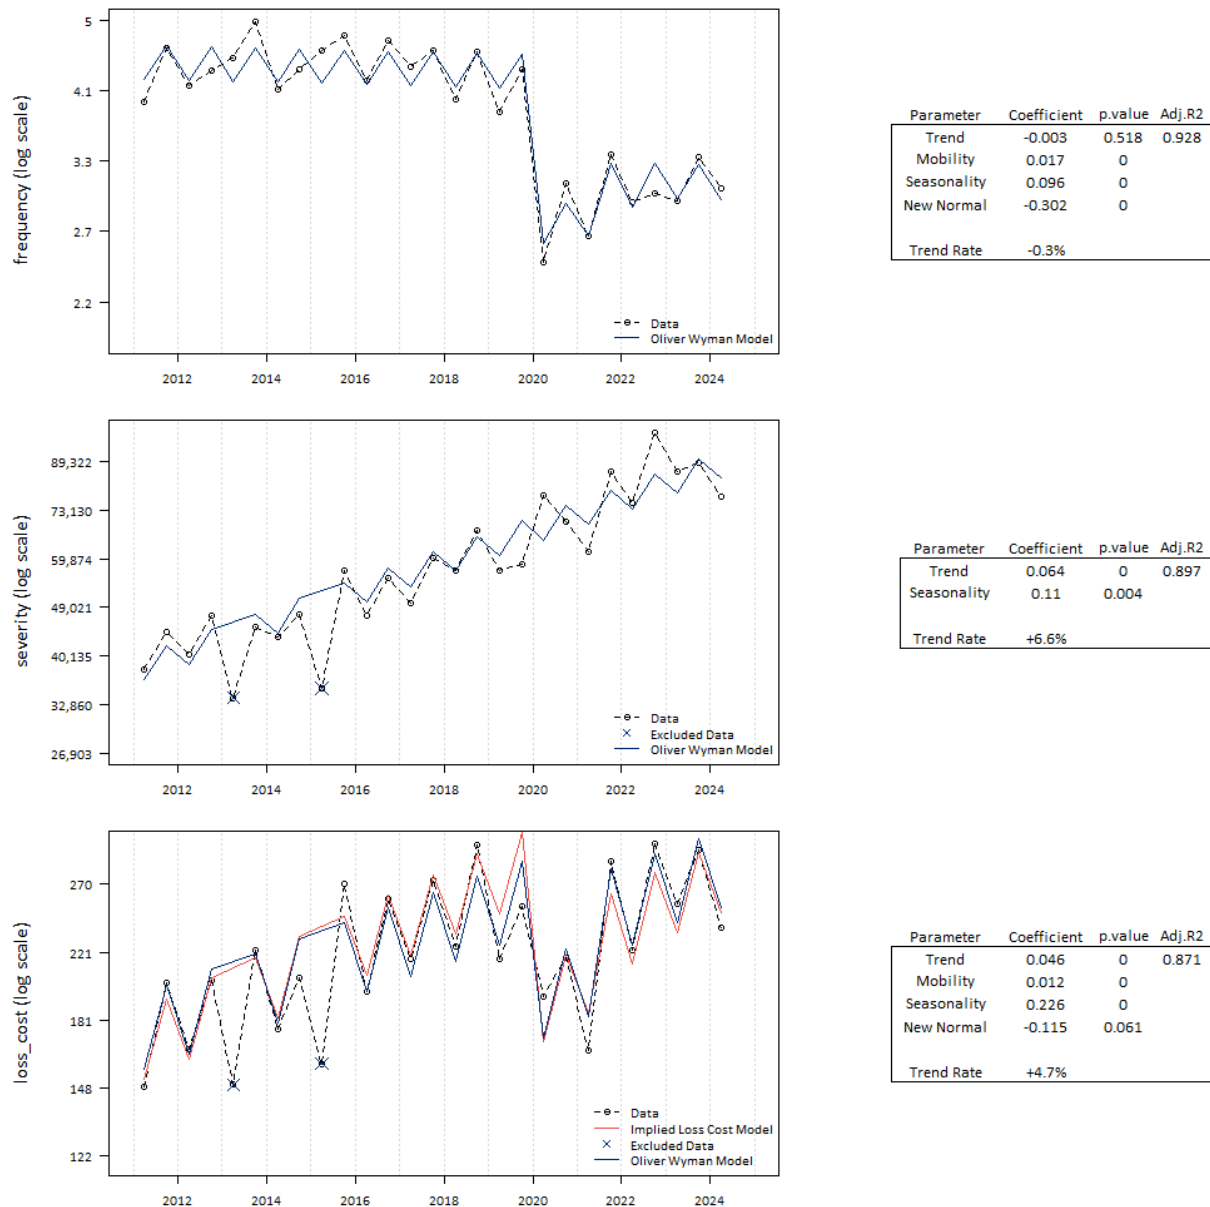 frequency (log scale)
5
4.1
3.3
2.7
2.2
Data
Oliver Wyman Model
2012 2014 2016 2018 2020 2022 2024
Parameter Coefficient p.value Adj.R2
Trend -0.003 0.518 0.928
Mobility 0.017 0
Seasonality 0.096 0
New Normal -0.302 0
Trend Rate -0.3%
severity (log scale)
89,322
73,130
59,874
49,021
40,135
32,860
26,903
Data
Excluded Data
Oliver Wyman Model
2012 2014 2016 2018 2020 2022 2024
Parameter Coefficient p.value Adj.R2
Trend 0.064 0 0.897
Seasonality 0.11 0.004
Trend Rate +6.6%
loss_cost (log scale)
270
221
181
148
122
Data
Implied Loss Cost Model
Excluded Data
Oliver Wyman Model
2012 2014 2016 2018 2020 2022 2024
Parameter Coefficient p.value Adj.R2
Trend 0.046 0 0.871
Mobility 0.012 0
Seasonality 0.226 0
New Normal -0.115 0.061
Trend Rate +4.7%